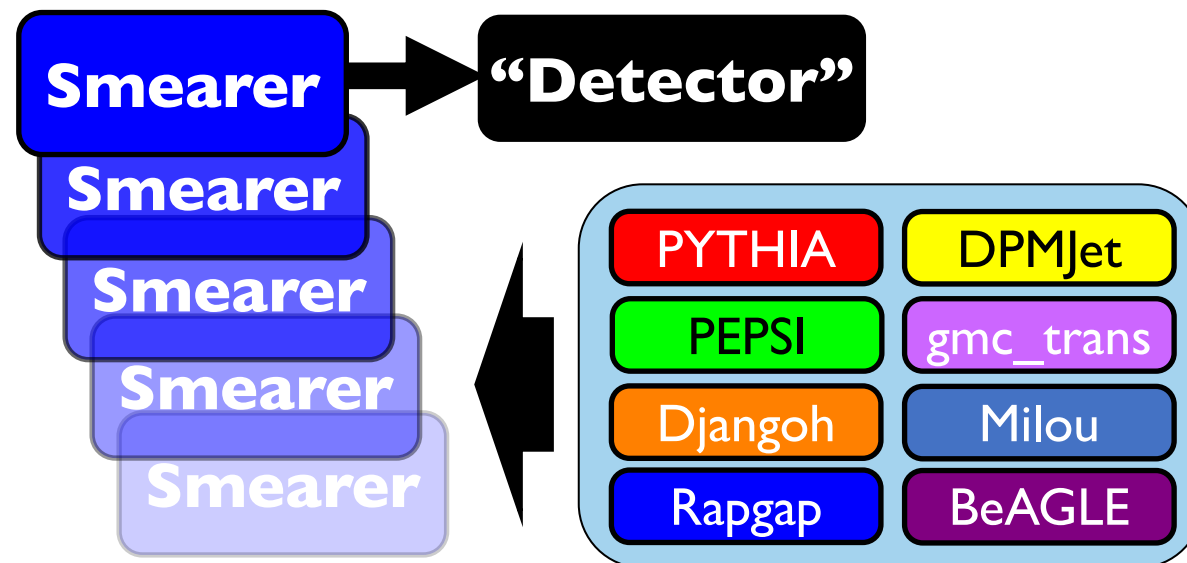 Smearer
“Detector”
Smearer
Smearer
Smearer
Smearer
PYTHIA
DPMJet
PEPSI
gmc_trans
Djangoh
Milou
Rapgap
BeAGLE